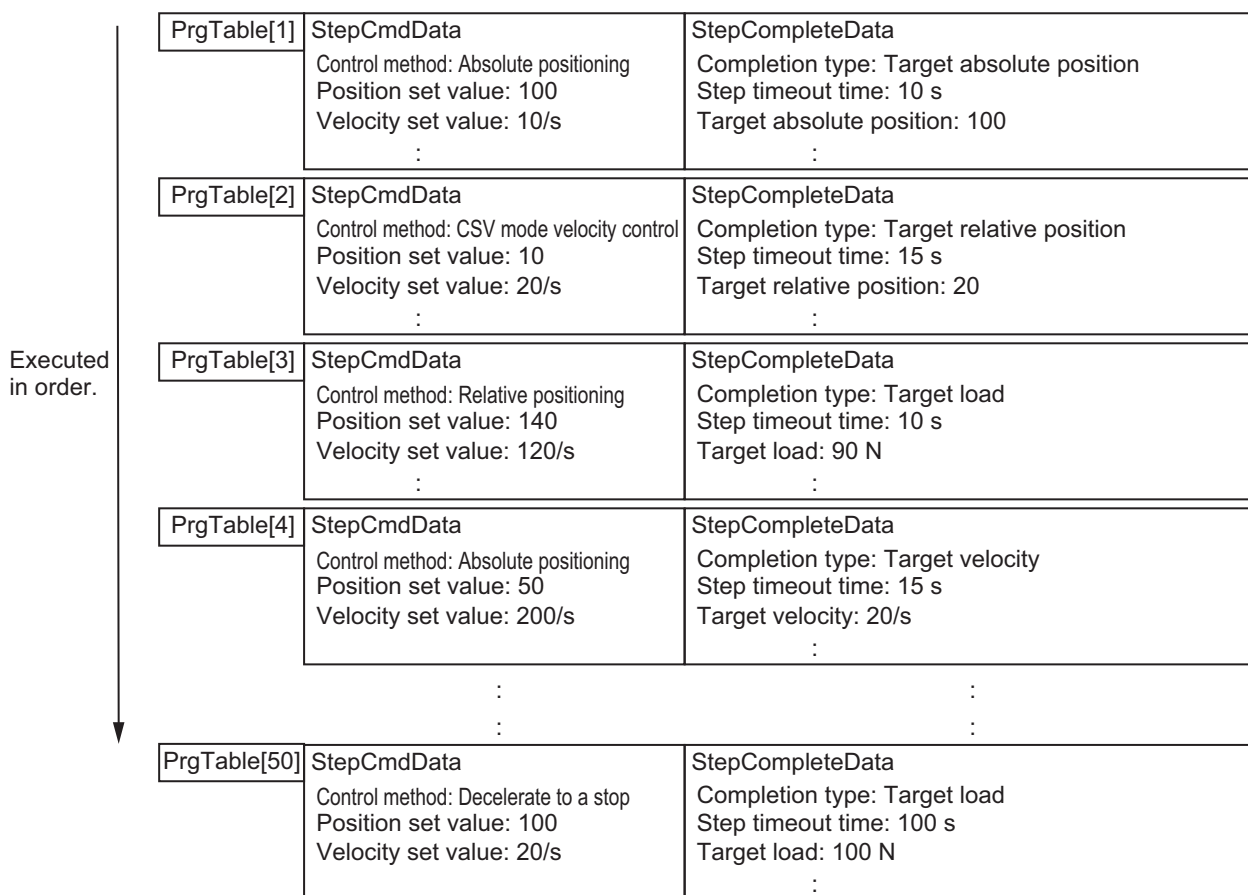 PrgTable[1]
StepCmdData
Control method: Absolute positioning
Position set value: 100
Velocity set value: 10/s
:
StepCompleteData
Completion type: Target absolute position
Step timeout time: 10 s
Target absolute position: 100
:
PrgTable[2]
StepCmdData
Control method: CSV mode velocity control
Position set value: 10
Velocity set value: 20/s
:
StepCompleteData
Completion type: Target relative position
Step timeout time: 15 s
Target relative position: 20
:
Executed
in order.
PrgTable[3]
StepCmdData
Control method: Relative positioning
Position set value: 140
Velocity set value: 120/s
:
StepCompleteData
Completion type: Target load
Step timeout time: 10 s
Target load: 90 N
:
PrgTable[4]
StepCmdData
Control method: Absolute positioning
Position set value: 50
Velocity set value: 200/s
StepCompleteData
Completion type: Target velocity
Step timeout time: 15 s
Target velocity: 20/s
:
: :
: :
PrgTable[50]
StepCmdData
Control method: Decelerate to a stop
Position set value: 100
Velocity set value: 20/s
StepCompleteData
Completion type: Target load
Step timeout time: 100 s
Target load: 100 N
: